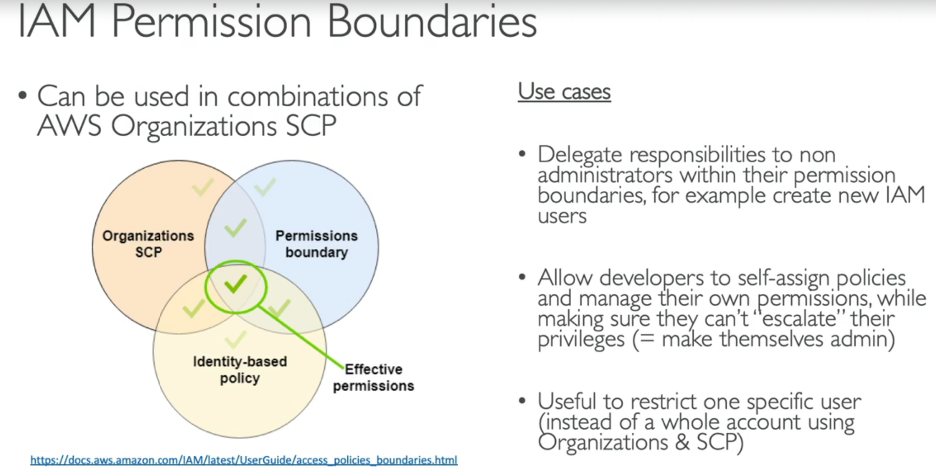 IAM Permission Boundaries
• Can be used in combinations of
AWS Organizations SCP
Organizations
SCP
Permissions
boundary
Identity-based
policy
Effective
permissions
https://docs.aws.amazon.com/IAM/latest/UserGuide/access_policies_boundaries.html
Use cases
• Delegate responsibilities to non
administrators within their permission
boundaries, for example create new IAM
users
• Allow developers to self-assign policies
and manage their own permissions, while
making sure they can't "escalate" their
privileges (= make themselves admin)
• Useful to restrict one specific user
(instead of a whole account using
Organizations & SCP)